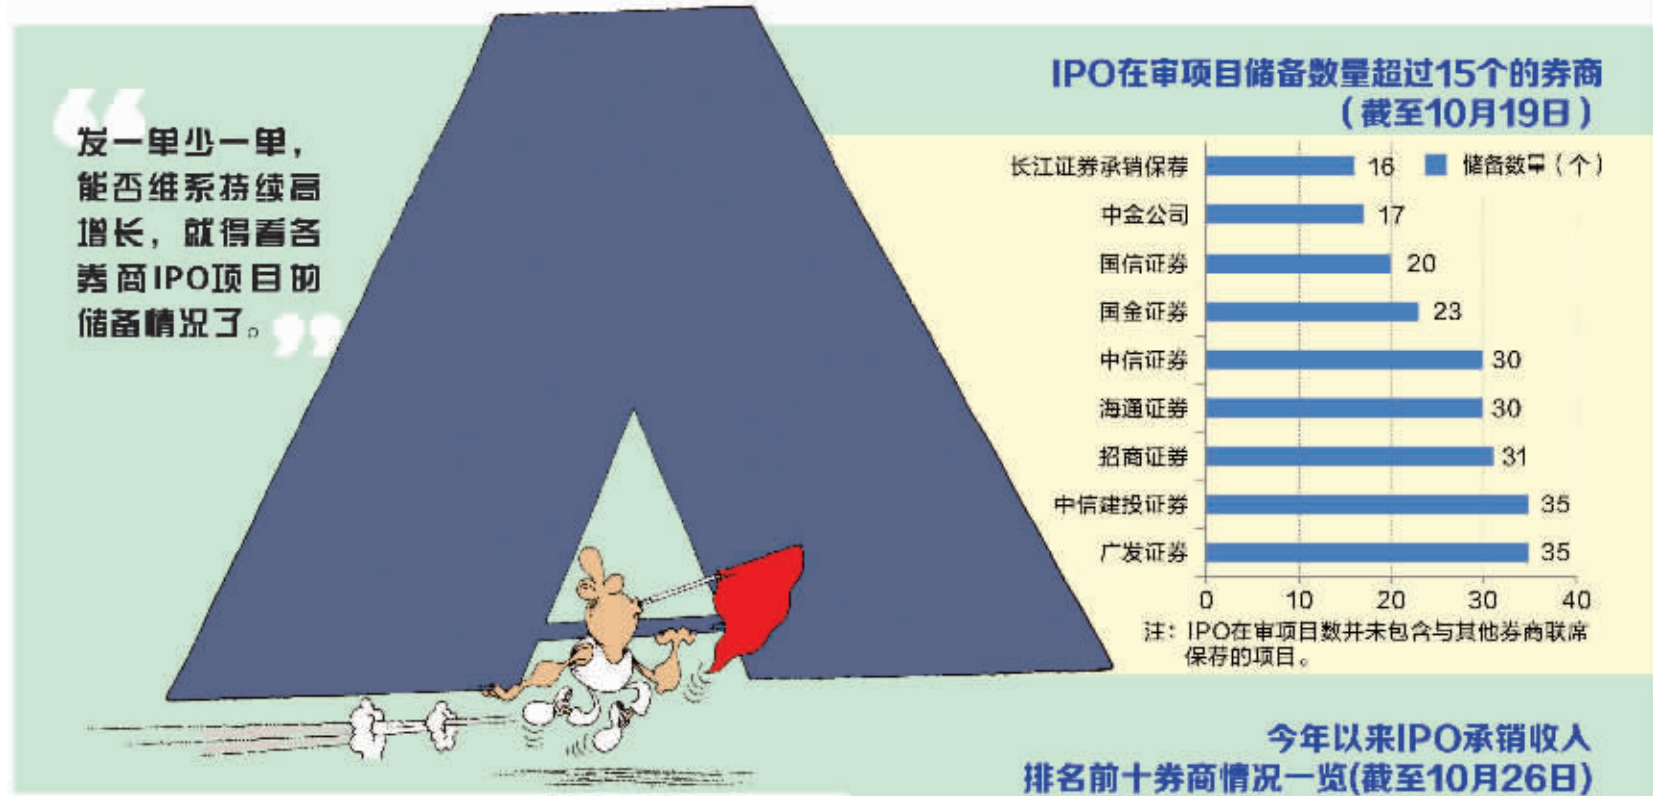 “
发一单少一单，
能否维系持续高
增长，就得看各
券商IPO项目的
储备情况了。”
IPO在审项目储备数量超过15个的券商
（截至10月19日）
长江证券承销保荐 16 储备数量（个）
中金公司 17
国信证券 20
国金证券 23
中信证券 30
海通证券 30
招商证券 31
中信建投证券 35
广发证券 35
0 10 20 30 40
注：IPO在审项目数并未包含与其他券商联席
保荐的项目。
今年以来IPO承销收入
排名前十券商情况一览(截至10月26日)